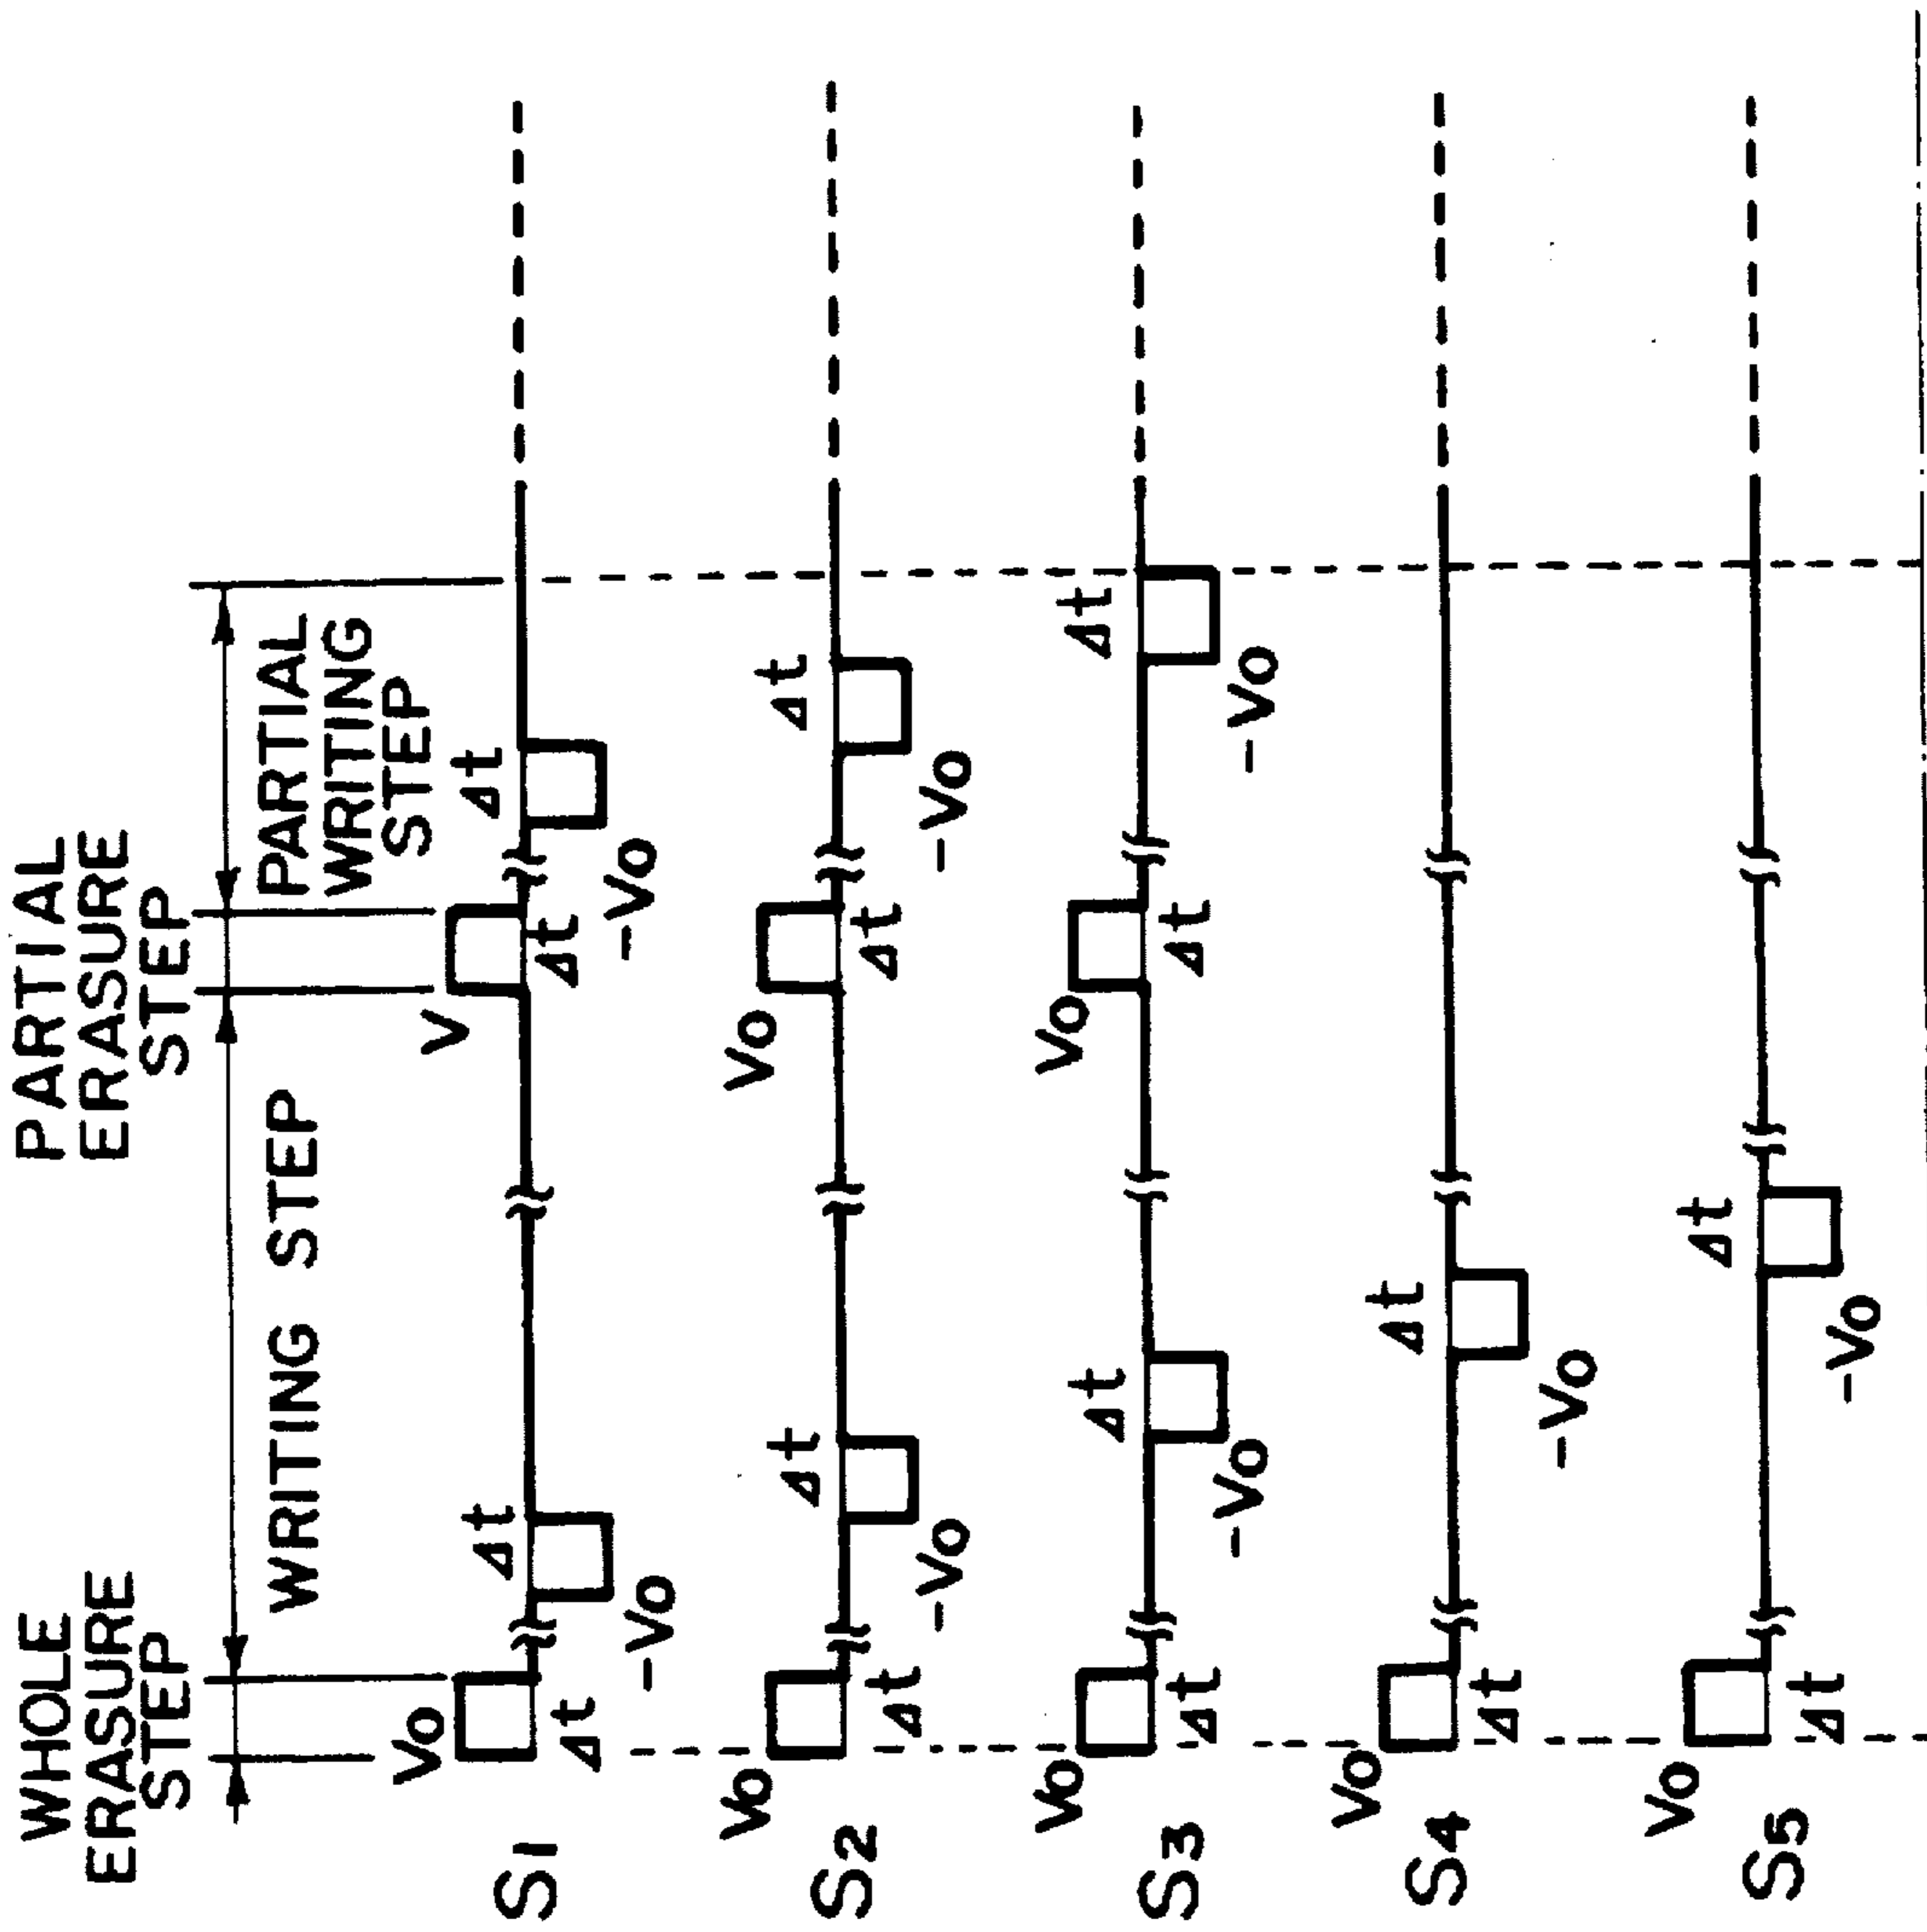 WHOLE
ERASURE
STEP
WRITING STEP
PARTIAL
ERASURE
STEP
PARTIAL
WRITING
STEP
S1
Vo
Δt
-Vo
Δt
V
Δt
-Vo
Δt
S2
Vo
Δt
-Vo
Δt
Vo
Δt
-Vo
Δt
S3
Vo
Δt
-Vo
Δt
Vo
Δt
-Vo
Δt
S4
Vo
Δt
-Vo
Δt
S5
Vo
Δt
-Vo
Δt